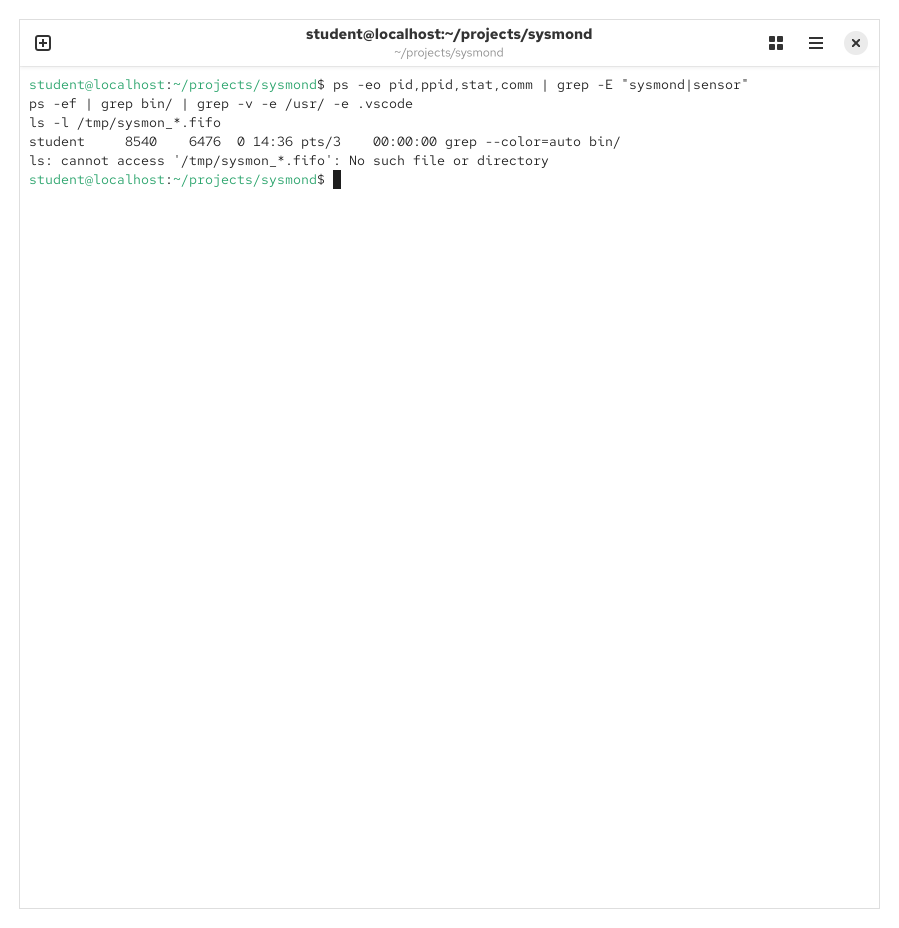 student@localhost:~/projects/sysmond
~/projects/sysmond
student@localhost:~/projects/sysmond$ ps -eo pid,ppid,stat,comm | grep -E "sysmond|sensor"
ps -ef | grep bin/ | grep -v -e /usr/ -e .vscode
ls -l /tmp/sysmon_*.fifo
student     8540    6476  0 14:36 pts/3    00:00:00 grep --color=auto bin/
ls: cannot access '/tmp/sysmon_*.fifo': No such file or directory
student@localhost:~/projects/sysmond$